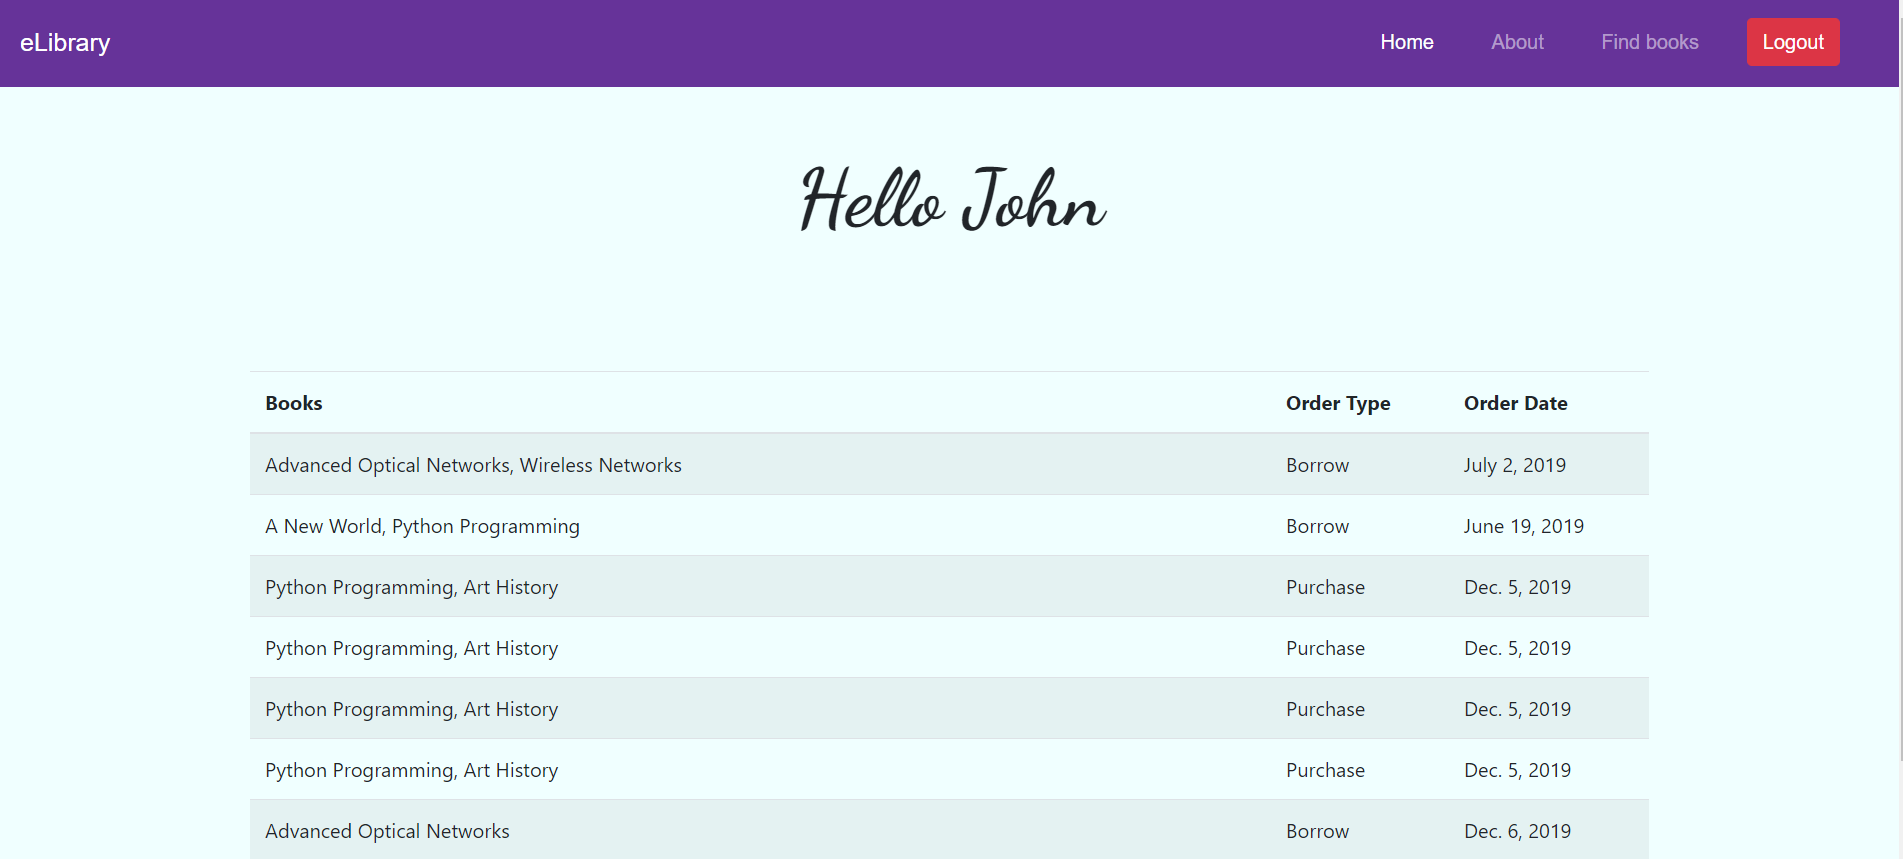 eLibrary Home About Find books Logout
Hello John
Books Order Type Order Date
Advanced Optical Networks, Wireless Networks Borrow July 2, 2019
A New World, Python Programming Borrow June 19, 2019
Python Programming, Art History Purchase Dec. 5, 2019
Python Programming, Art History Purchase Dec. 5, 2019
Python Programming, Art History Purchase Dec. 5, 2019
Python Programming, Art History Purchase Dec. 5, 2019
Advanced Optical Networks Borrow Dec. 6, 2019